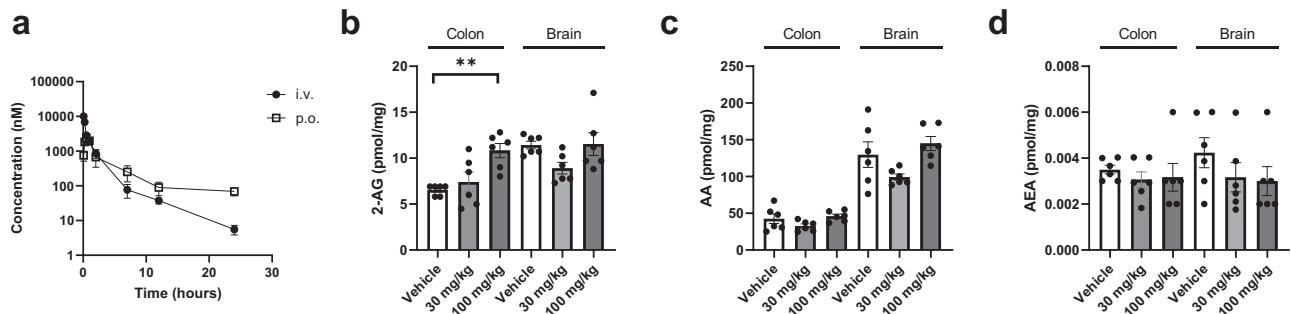 a
Concentration (nM)
100000
10000
1000
100
10
1
0
10
20
30
Time (hours)
i.v.
p.o.
b
Colon
Brain
**
2-AG (pmol/mg)
20
15
10
5
0
Vehicle
30 mg/kg
100 mg/kg
Vehicle
30 mg/kg
100 mg/kg
c
Colon
Brain
AA (pmol/mg)
250
200
150
100
50
0
Vehicle
30 mg/kg
100 mg/kg
Vehicle
30 mg/kg
100 mg/kg
d
Colon
Brain
AEA (pmol/mg)
0.008
0.006
0.004
0.002
0.000
Vehicle
30 mg/kg
100 mg/kg
Vehicle
30 mg/kg
100 mg/kg